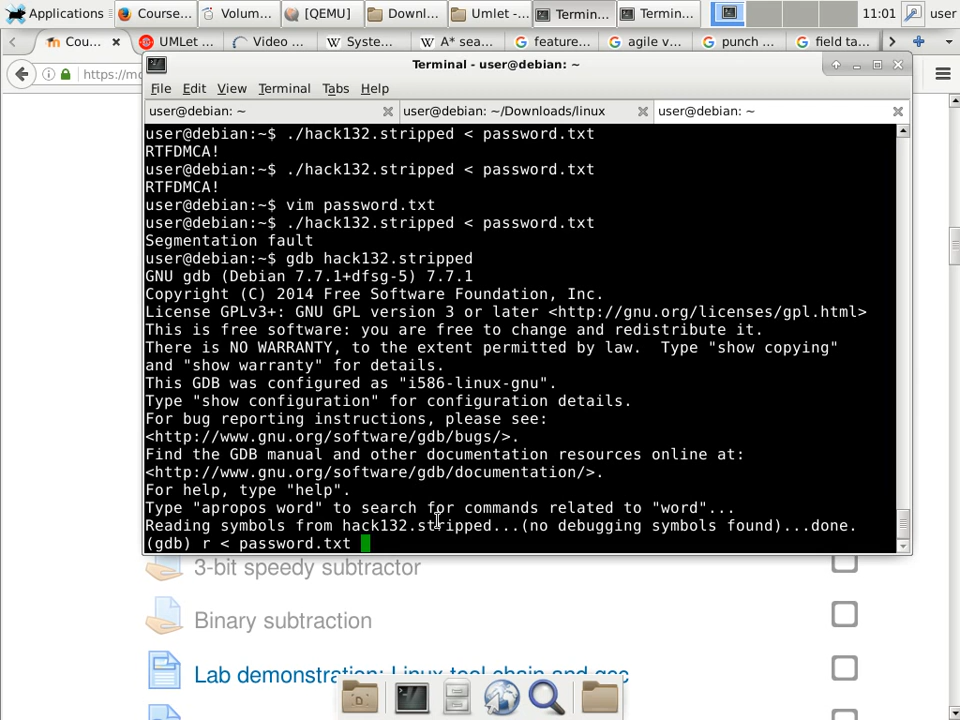 Applications
Course...
Volum...
[QEMU]
Downl...
Umlet -...
Termin...
Termin...
11:01
user
Cou...
UMLet ...
Video ...
W Syste...
W A* sea...
feature...
agile v...
punch ...
field ta...
https://mo
Terminal - user@debian: ~
File Edit View Terminal Tabs Help
user@debian: ~
user@debian: ~/Downloads/linux
user@debian: ~
user@debian:~$ ./hack132.stripped < password.txt
RTFDMCA!
user@debian:~$ ./hack132.stripped < password.txt
RTFDMCA!
user@debian:~$ vim password.txt
user@debian:~$ ./hack132.stripped < password.txt
Segmentation fault
user@debian:~$ gdb hack132.stripped
GNU gdb (Debian 7.7.1+dfsg-5) 7.7.1
Copyright (C) 2014 Free Software Foundation, Inc.
License GPLv3+: GNU GPL version 3 or later <http://gnu.org/licenses/gpl.html>
This is free software: you are free to change and redistribute it.
There is NO WARRANTY, to the extent permitted by law.  Type "show copying"
and "show warranty" for details.
This GDB was configured as "i586-linux-gnu".
Type "show configuration" for configuration details.
For bug reporting instructions, please see:
<http://www.gnu.org/software/gdb/bugs/>.
Find the GDB manual and other documentation resources online at:
<http://www.gnu.org/software/gdb/documentation/>.
For help, type "help".
Type "apropos word" to search for commands related to "word"...
Reading symbols from hack132.stripped...(no debugging symbols found)...done.
(gdb) r < password.txt
3-bit speedy subtractor
Binary subtraction
Lab demonstration: Linux tool chain and gcc